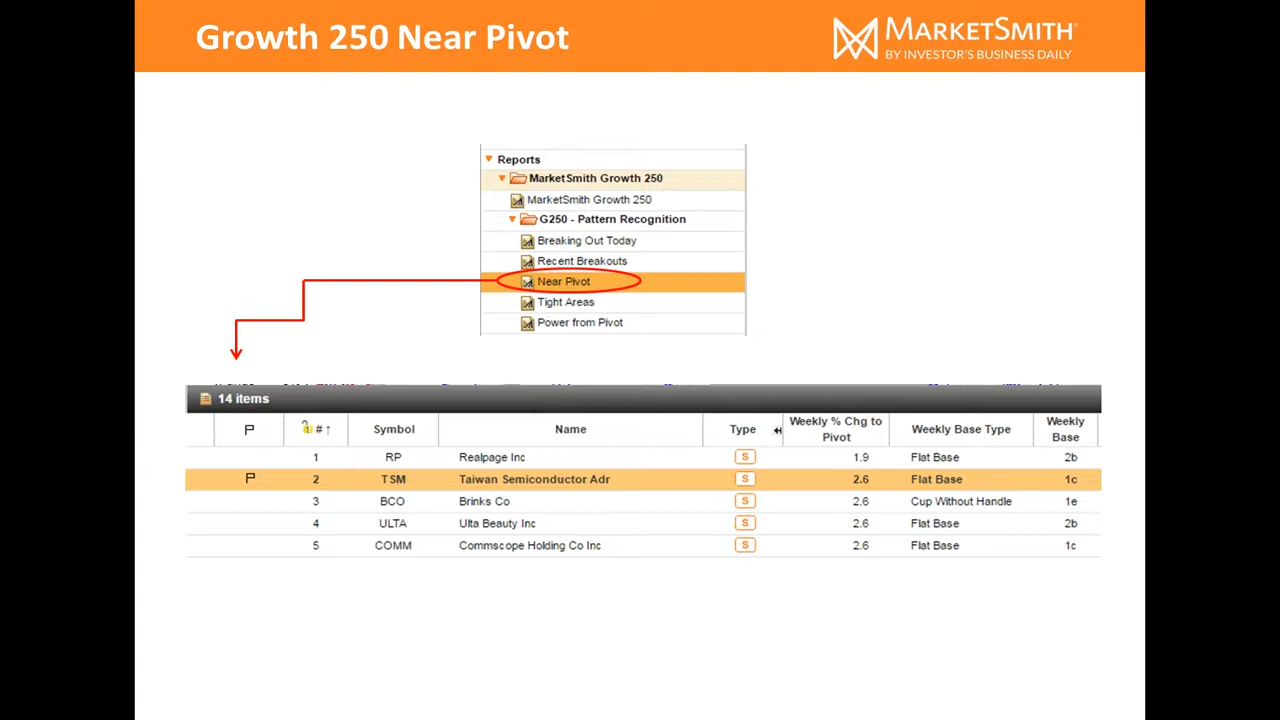 Growth 250 Near Pivot
MARKETSMITH
BY INVESTOR'S BUSINESS DAILY
Reports
MarketSmith Growth 250
MarketSmith Growth 250
G250 - Pattern Recognition
Breaking Out Today
Recent Breakouts
Near Pivot
Tight Areas
Power from Pivot
14 items
# Symbol Name Type Weekly % Chg to Pivot Weekly Base Type Weekly Base
1 RP Realpage Inc S 1.9 Flat Base 2b
2 TSM Taiwan Semiconductor Adr S 2.6 Flat Base 1c
3 BCO Brinks Co S 2.6 Cup Without Handle 1e
4 ULTA Ulta Beauty Inc S 2.6 Flat Base 2b
5 COMM Commscope Holding Co Inc S 2.6 Flat Base 1c